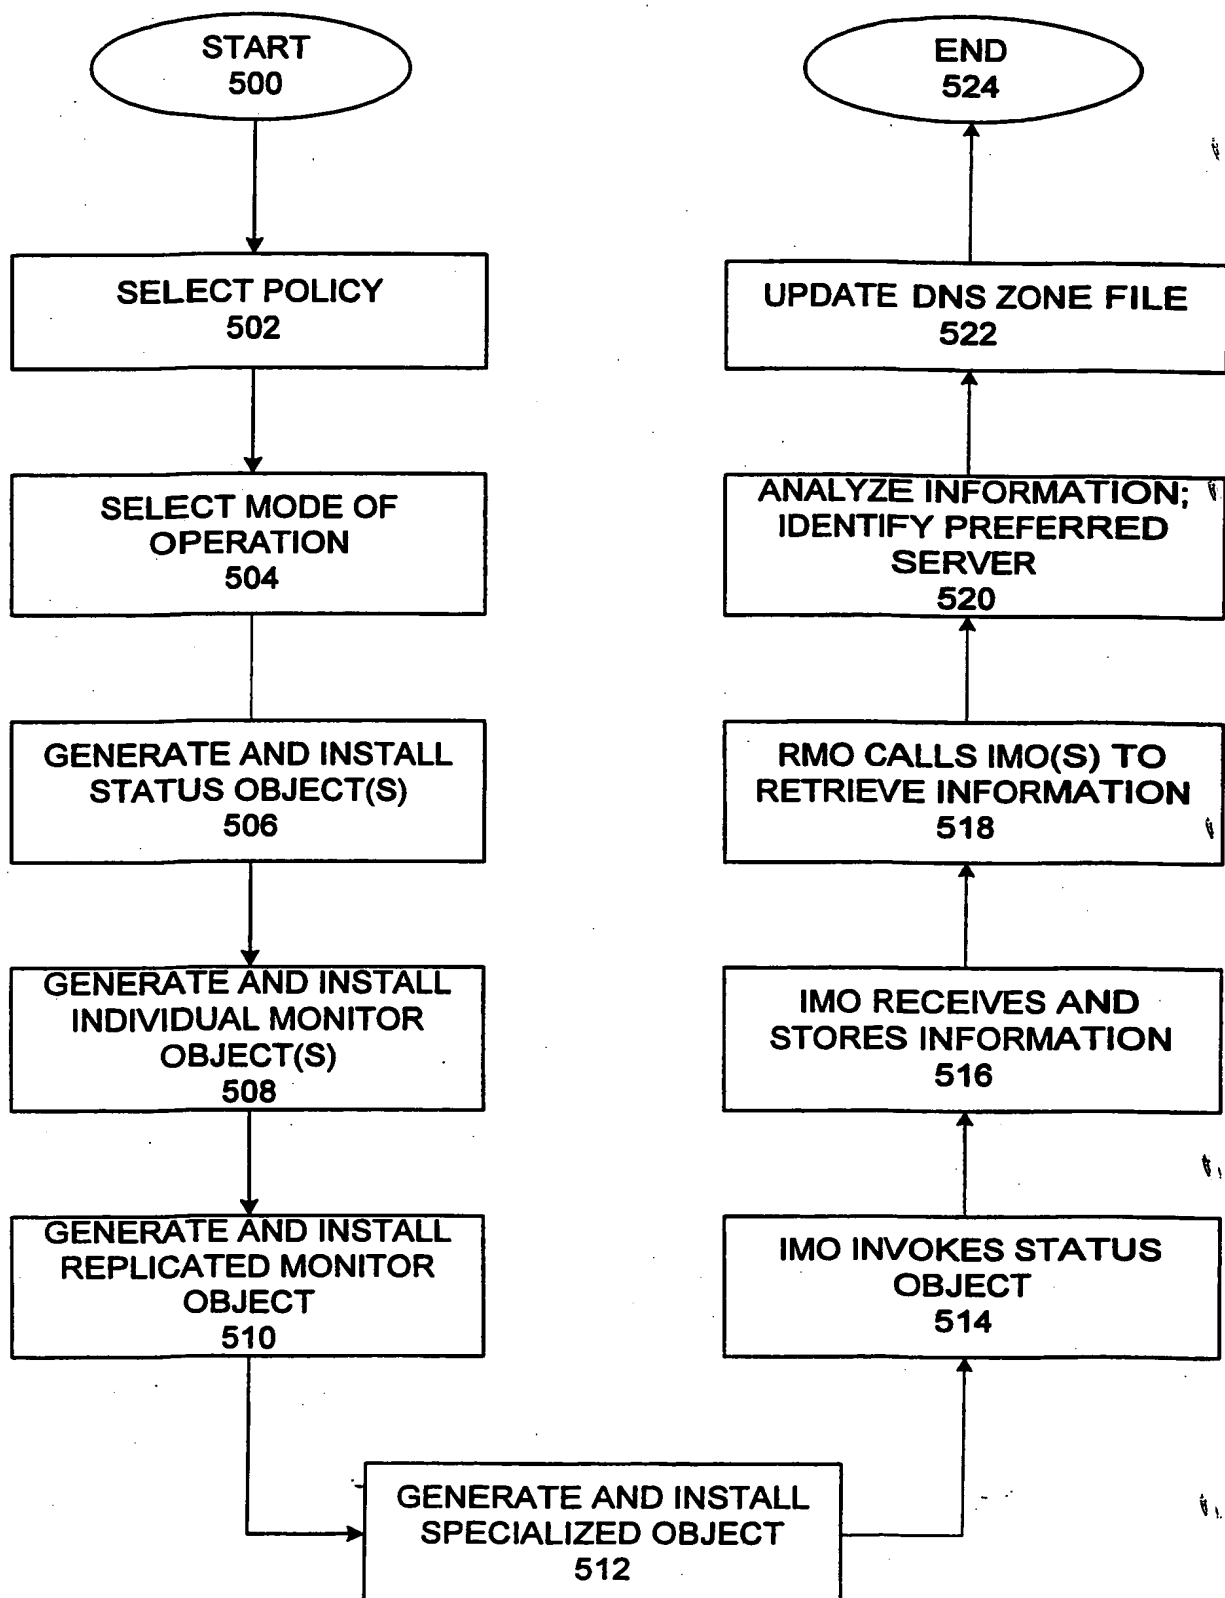 START
500
SELECT POLICY
502
SELECT MODE OF
OPERATION
504
GENERATE AND INSTALL
STATUS OBJECT(S)
506
GENERATE AND INSTALL
INDIVIDUAL MONITOR
OBJECT(S)
508
GENERATE AND INSTALL
REPLICATED MONITOR
OBJECT
510
GENERATE AND INSTALL
SPECIALIZED OBJECT
512
IMO INVOKES STATUS
OBJECT
514
IMO RECEIVES AND
STORES INFORMATION
516
RMO CALLS IMO(S) TO
RETRIEVE INFORMATION
518
ANALYZE INFORMATION;
IDENTIFY PREFERRED
SERVER
520
UPDATE DNS ZONE FILE
522
END
524